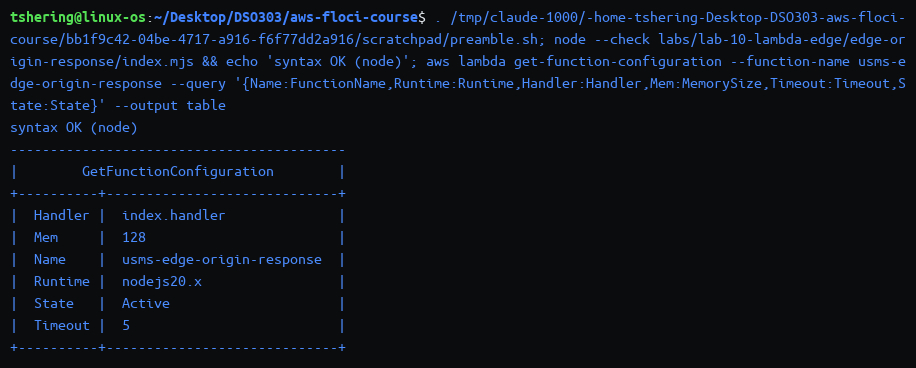 tshering@linux-os:~/Desktop/DSO303/aws-floci-course$ . /tmp/claude-1000/-home-tshering-Desktop-DSO303-aws-floci-
course/bb1f9c42-04be-4717-a916-f6f77dd2a916/scratchpad/preamble.sh; node --check labs/lab-10-lambda-edge/edge-or
igin-response/index.mjs && echo 'syntax OK (node)'; aws lambda get-function-configuration --function-name usms-e
dge-origin-response --query '{Name:FunctionName,Runtime:Runtime,Handler:Handler,Mem:MemorySize,Timeout:Timeout,S
tate:State}' --output table
syntax OK (node)
------------------------------------------
|        GetFunctionConfiguration        |
+----------+-----------------------------+
|  Handler |  index.handler              |
|  Mem     |  128                        |
|  Name    |  usms-edge-origin-response  |
|  Runtime |  nodejs20.x                 |
|  State   |  Active                     |
|  Timeout |  5                          |
+----------+-----------------------------+